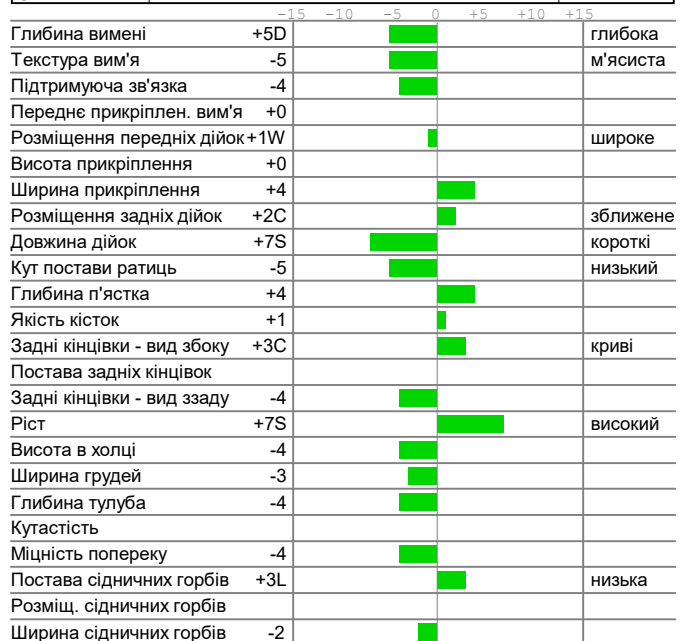 -15 -10 -5 0 +5 +10 +15
Глибина вимені +5D глибока
Текстура вим'я -5 м'ясиста
Підтримуюча зв'язка -4
Переднє прикріплен. вим'я +0
Розміщення передніх дійок +1W широке
Висота прикріплення +0
Ширина прикріплення +4
Розміщення задніх дійок +2C зближене
Довжина дійок +7S короткі
Кут постави ратиць -5 низький
Глибина п'ястка +4
Якість кісток +1
Задні кінцівки - вид збоку +3C криві
Постава задніх кінцівок
Задні кінцівки - вид ззаду -4
Ріст +7S високий
Висота в холці -4
Ширина грудей -3
Глибина тулуба -4
Кутастість
Міцність попереку -4
Постава сідничних горбів +3L низька
Розміщ. сідничних горбів
Ширина сідничних горбів -2